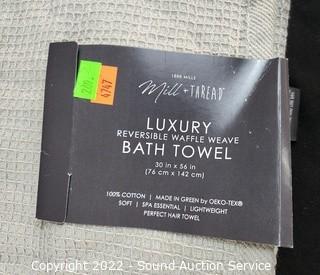 1888 MILLS
Mill + THREAD
LUXURY
REVERSIBLE WAFFLE WEAVE
BATH TOWEL
30 in x 56 in
(76 cm x 142 cm)
100% COTTON | MADE IN GREEN by OEKO-TEX®
SOFT | SPA ESSENTIAL | LIGHTWEIGHT
PERFECT HAIR TOWEL
4747
Copyright 2022 - Sound Auction Service